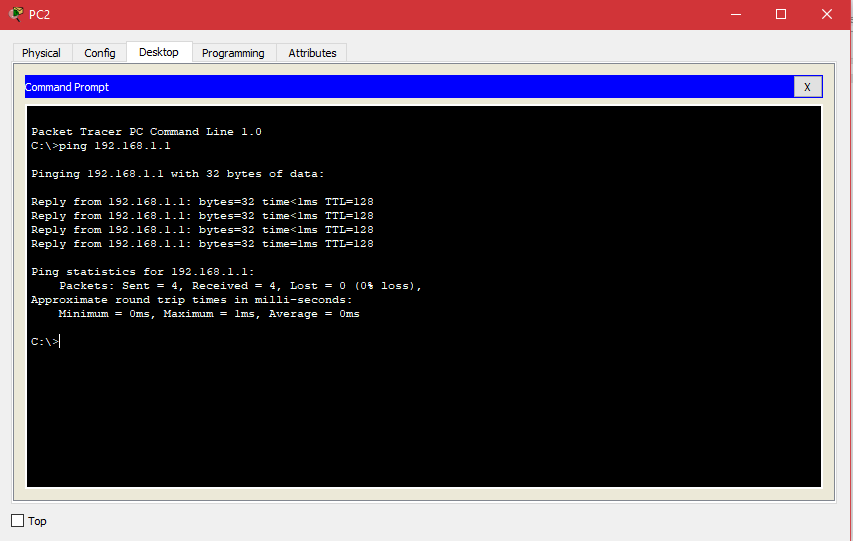 PC2
Physical Config Desktop Programming Attributes
Command Prompt X
Packet Tracer PC Command Line 1.0
C:\>ping 192.168.1.1
Pinging 192.168.1.1 with 32 bytes of data:
Reply from 192.168.1.1: bytes=32 time<1ms TTL=128
Reply from 192.168.1.1: bytes=32 time<1ms TTL=128
Reply from 192.168.1.1: bytes=32 time<1ms TTL=128
Reply from 192.168.1.1: bytes=32 time=1ms TTL=128
Ping statistics for 192.168.1.1:
Packets: Sent = 4, Received = 4, Lost = 0 (0% loss),
Approximate round trip times in milli-seconds:
Minimum = 0ms, Maximum = 1ms, Average = 0ms
C:\>
Top